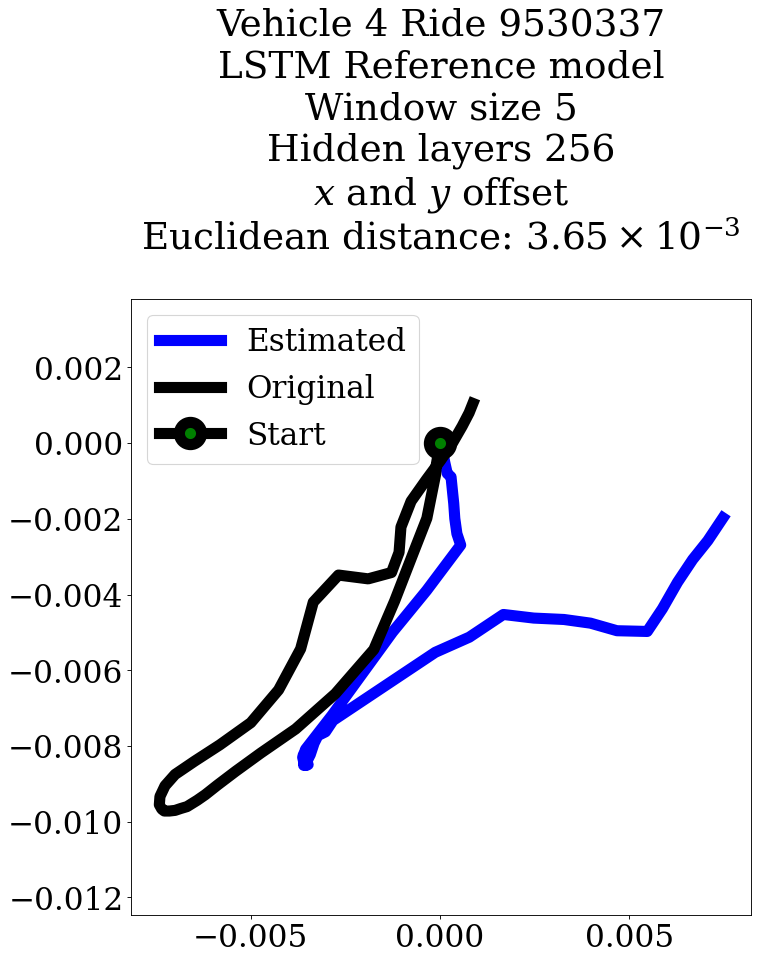 Vehicle 4 Ride 9530337
LSTM Reference model
Window size 5
Hidden layers 256
x and y offset
Euclidean distance: 3.65 × 10⁻³
Estimated
Original
Start
0.002
0.000
−0.002
−0.004
−0.006
−0.008
−0.010
−0.012
−0.005 0.000 0.005